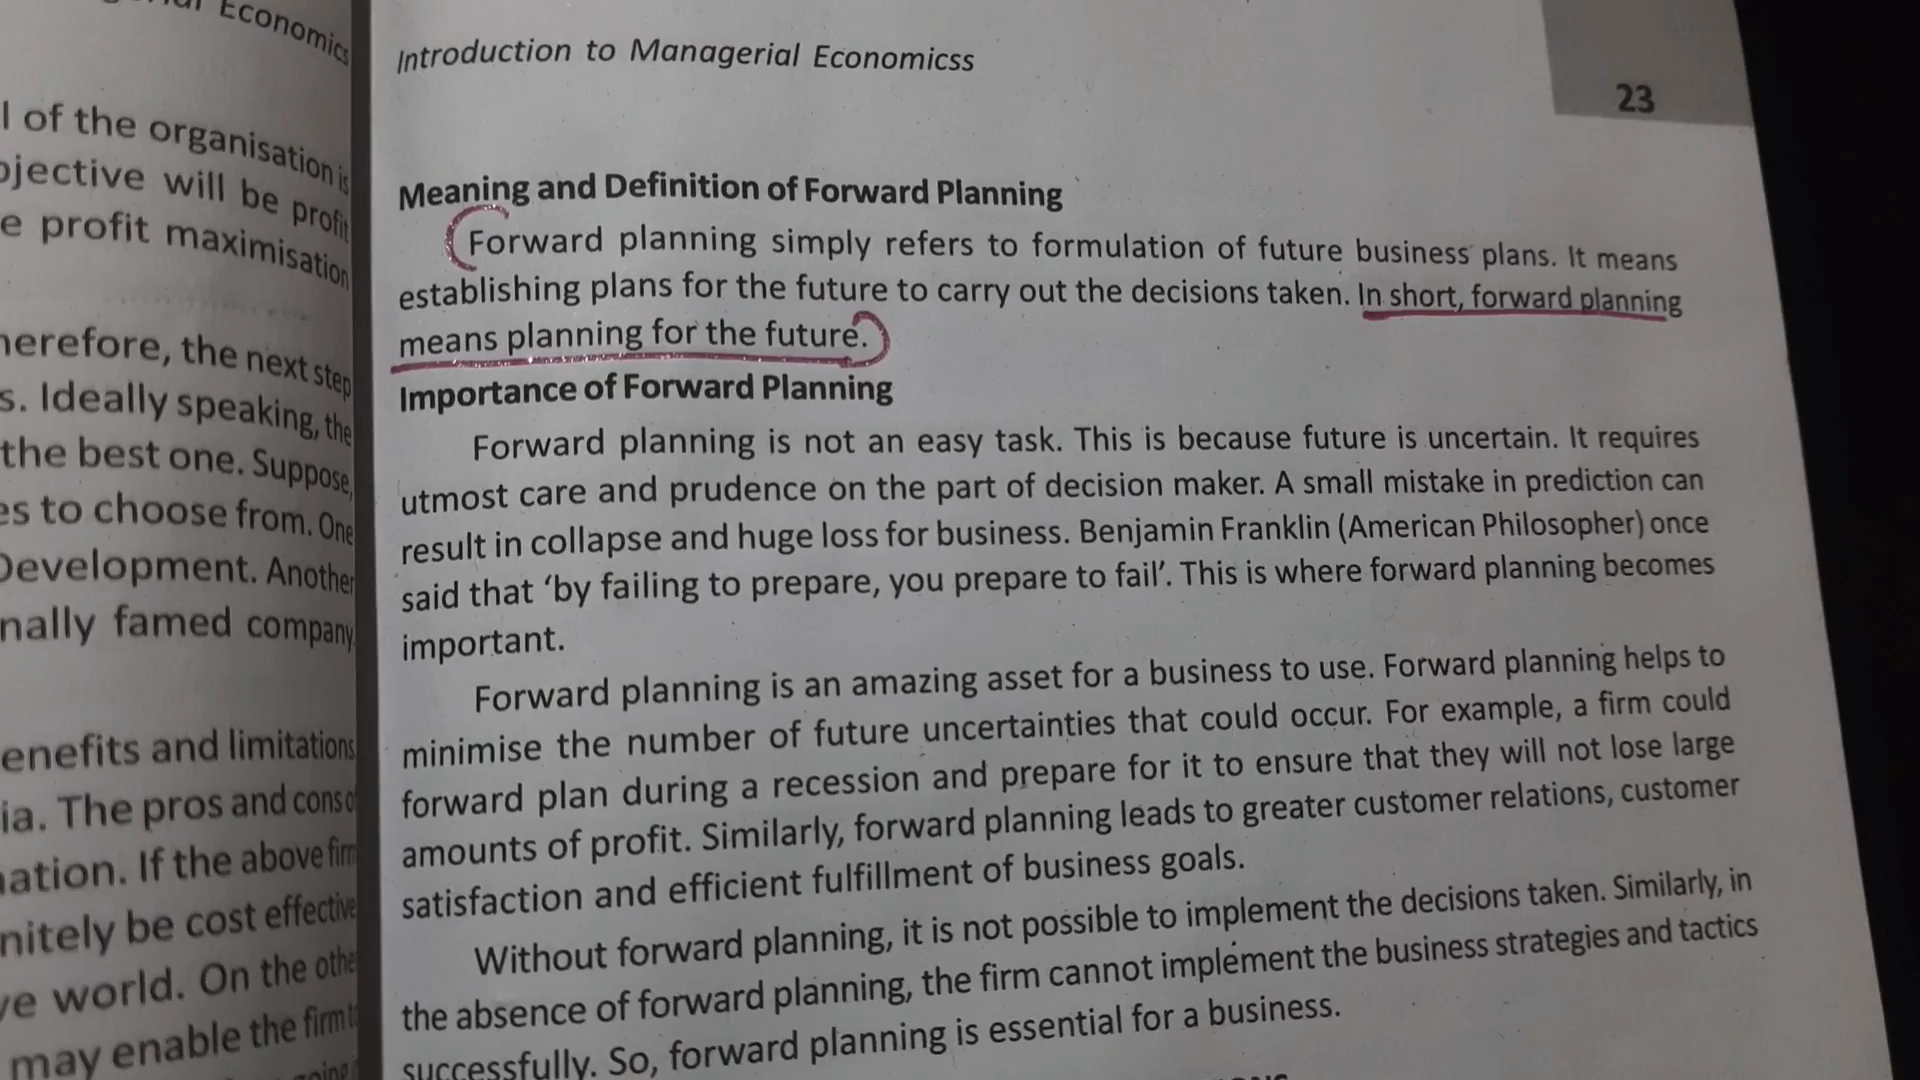 Economics
l of the organisation is
bjective will be profit
e profit maximisation
herefore, the next step
s. Ideally speaking, the
the best one. Suppose,
es to choose from. One
Development. Another
nally famed company
enefits and limitations
ia. The pros and cons o
ation. If the above firm
nitely be cost effective
ve world. On the othe
may enable the firm t
Introduction to Managerial Economicss
23
Meaning and Definition of Forward Planning
Forward planning simply refers to formulation of future business plans. It means
establishing plans for the future to carry out the decisions taken. In short, forward planning
means planning for the future.
Importance of Forward Planning
Forward planning is not an easy task. This is because future is uncertain. It requires
utmost care and prudence on the part of decision maker. A small mistake in prediction can
result in collapse and huge loss for business. Benjamin Franklin (American Philosopher) once
said that ‘by failing to prepare, you prepare to fail’. This is where forward planning becomes
important.
Forward planning is an amazing asset for a business to use. Forward planning helps to
minimise the number of future uncertainties that could occur. For example, a firm could
forward plan during a recession and prepare for it to ensure that they will not lose large
amounts of profit. Similarly, forward planning leads to greater customer relations, customer
satisfaction and efficient fulfillment of business goals.
Without forward planning, it is not possible to implement the decisions taken. Similarly, in
the absence of forward planning, the firm cannot implement the business strategies and tactics
successfully. So, forward planning is essential for a business.